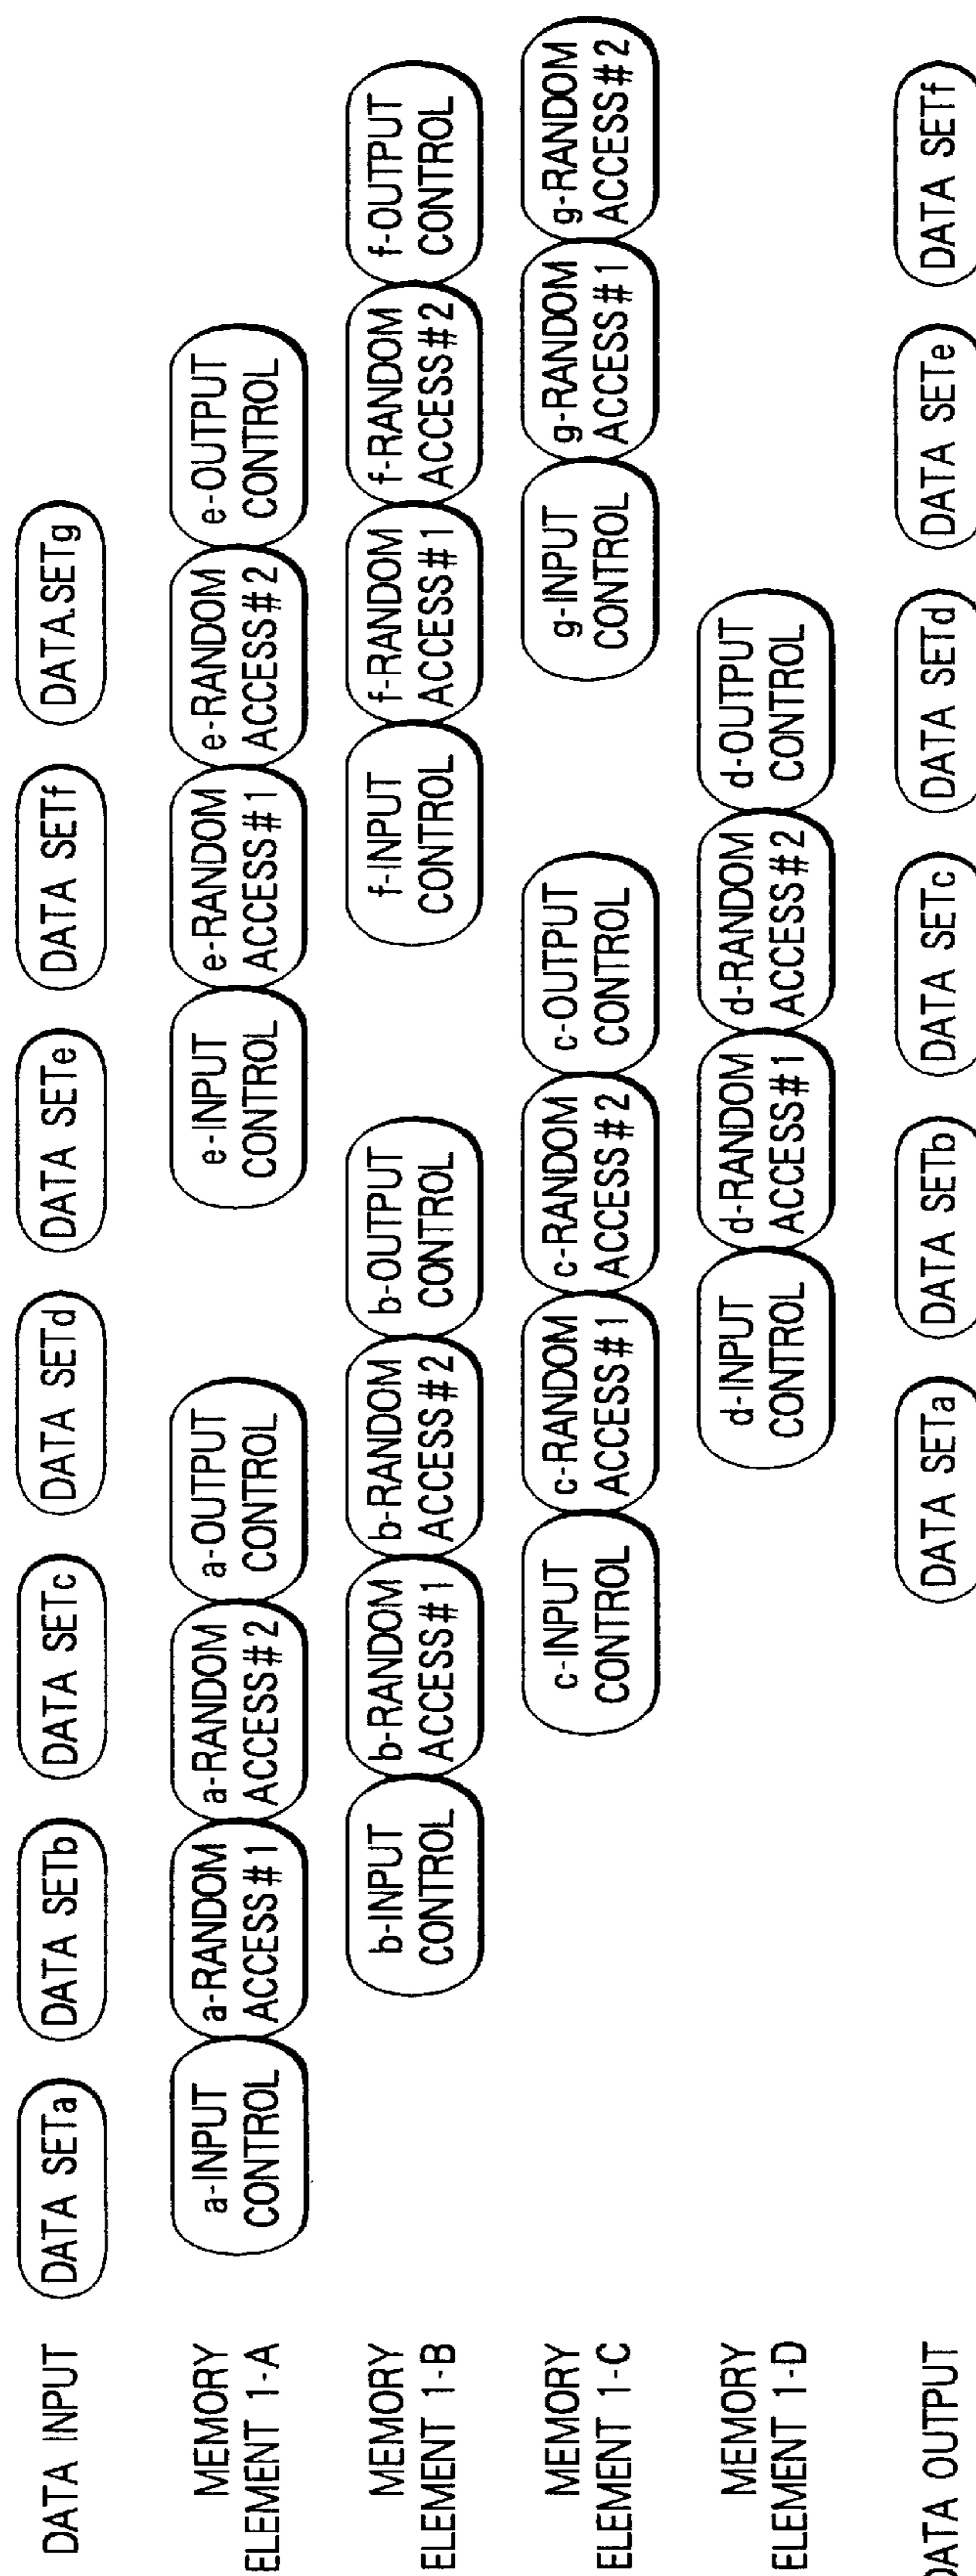 DATA INPUT
DATA SETa
DATA SETb
DATA SETc
DATA SETd
DATA SETe
DATA SETf
DATA.SETg
MEMORY
ELEMENT 1-A
a-INPUT
CONTROL
a-RANDOM
ACCESS#1
a-RANDOM
ACCESS#2
a-OUTPUT
CONTROL
e-INPUT
CONTROL
e-RANDOM
ACCESS#1
e-RANDOM
ACCESS#2
e-OUTPUT
CONTROL
MEMORY
ELEMENT 1-B
b-INPUT
CONTROL
b-RANDOM
ACCESS#1
b-RANDOM
ACCESS#2
b-OUTPUT
CONTROL
f-INPUT
CONTROL
f-RANDOM
ACCESS#1
f-RANDOM
ACCESS#2
f-OUTPUT
CONTROL
MEMORY
ELEMENT 1-C
c-INPUT
CONTROL
c-RANDOM
ACCESS#1
c-RANDOM
ACCESS#2
c-OUTPUT
CONTROL
g-INPUT
CONTROL
g-RANDOM
ACCESS#1
g-RANDOM
ACCESS#2
MEMORY
ELEMENT 1-D
d-INPUT
CONTROL
d-RANDOM
ACCESS#1
d-RANDOM
ACCESS#2
d-OUTPUT
CONTROL
DATA OUTPUT
DATA SETa
DATA SETb
DATA SETc
DATA SETd
DATA SETe
DATA SETf